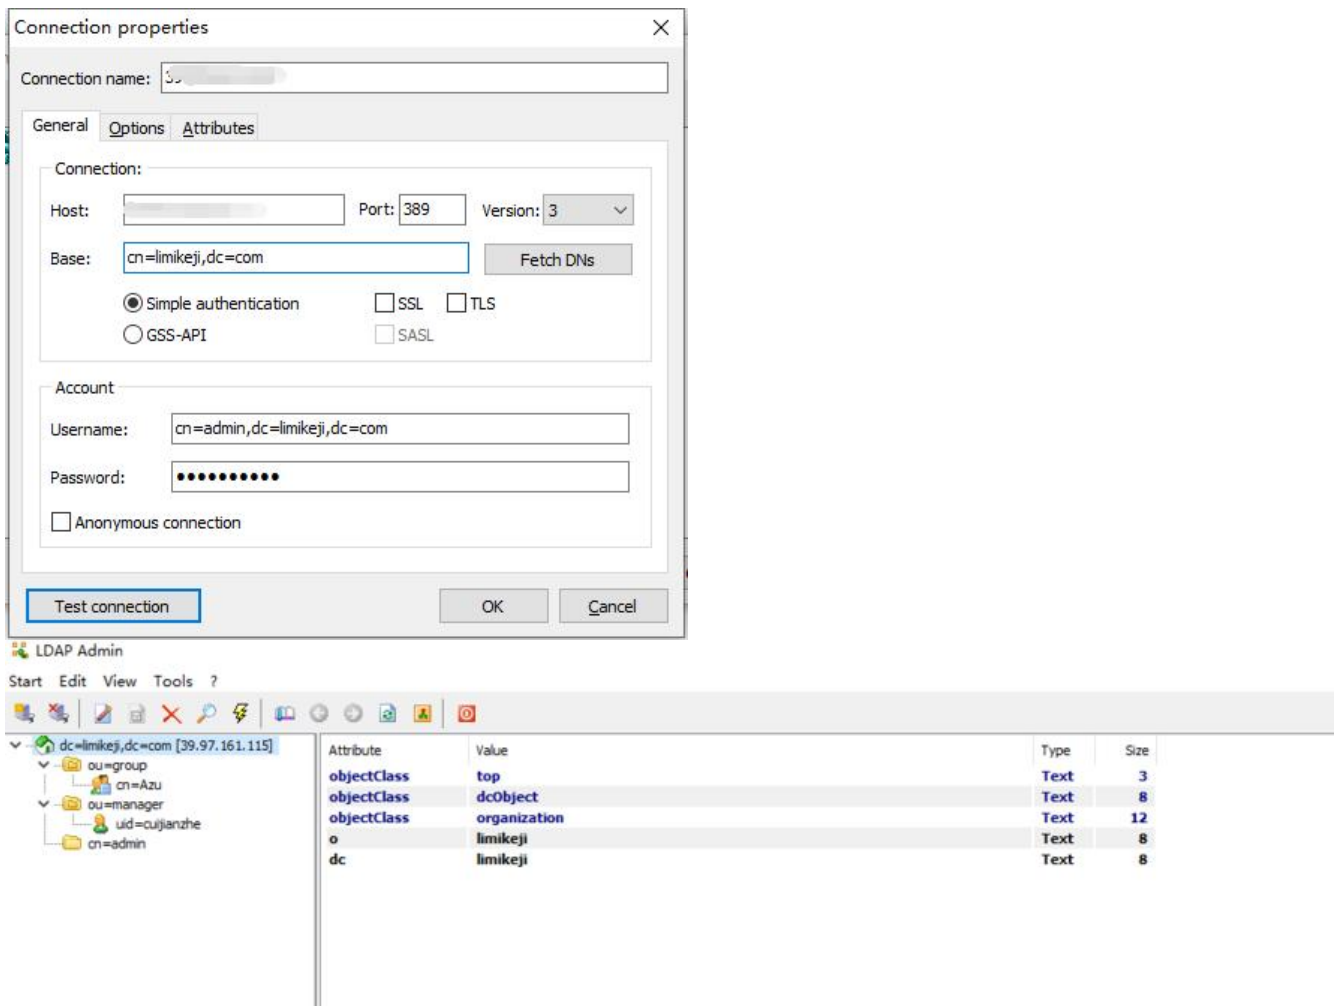 Connection properties
Connection name:
General Options Attributes
Connection:
Host: Port: 389 Version: 3
Base: cn=limikeji,dc=com Fetch DNs
Simple authentication SSL TLS
GSS-API SASL
Account
Username: cn=admin,dc=limikeji,dc=com
Password: ••••••••••
Anonymous connection
Test connection OK Cancel
LDAP Admin
Start Edit View Tools ?
dc=limikeji,dc=com [39.97.161.115]
ou=group
cn=Azu
ou=manager
uid=cuijianzhe
cn=admin
Attribute Value Type Size
objectClass top Text 3
objectClass dcObject Text 8
objectClass organization Text 12
o limikeji Text 8
dc limikeji Text 8